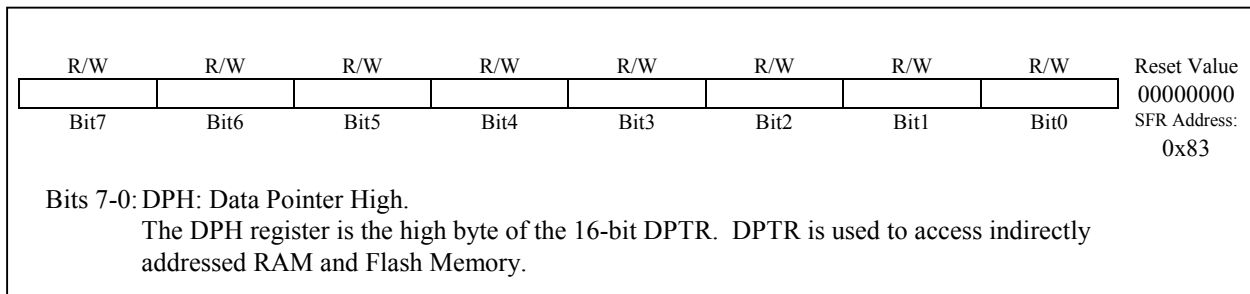 R/W R/W R/W R/W R/W R/W R/W R/W Reset Value
00000000
Bit7 Bit6 Bit5 Bit4 Bit3 Bit2 Bit1 Bit0 SFR Address:
0x83
Bits 7-0: DPH: Data Pointer High.
The DPH register is the high byte of the 16-bit DPTR. DPTR is used to access indirectly
addressed RAM and Flash Memory.